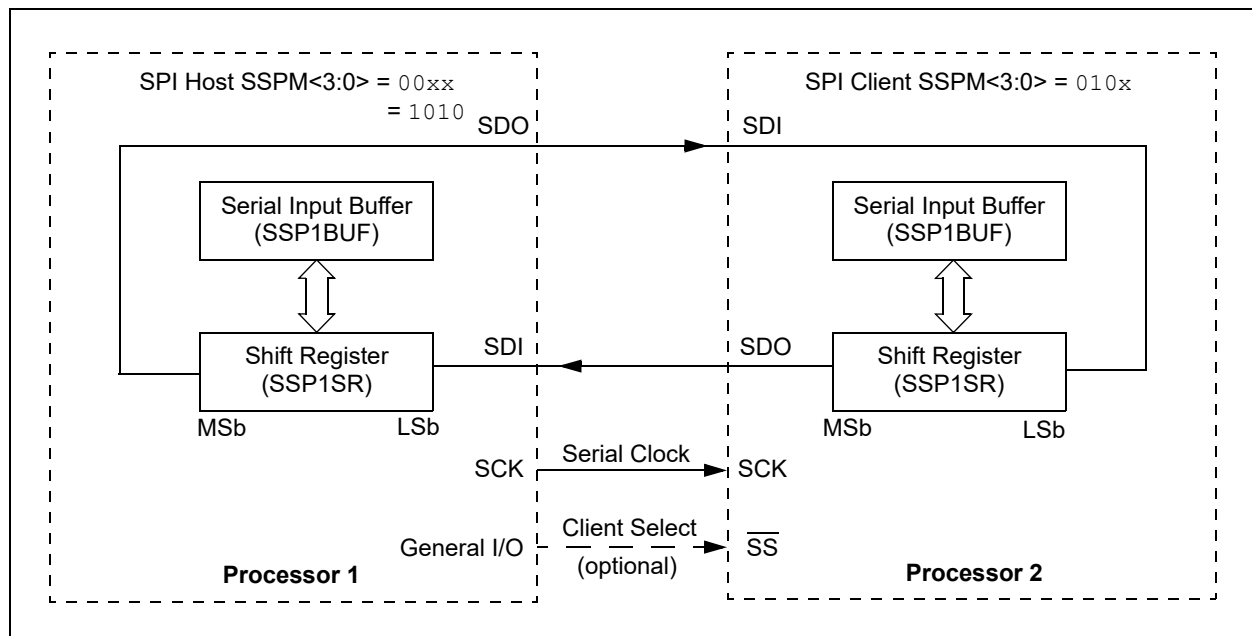 SPI Host SSPM<3:0> = 00xx
= 1010
SPI Client SSPM<3:0> = 010x
SDO
SDI
Serial Input Buffer
(SSP1BUF)
Serial Input Buffer
(SSP1BUF)
SDI
SDO
Shift Register
(SSP1SR)
Shift Register
(SSP1SR)
MSb
LSb
MSb
LSb
SCK
Serial Clock
SCK
General I/O
Client Select
(optional)
SS
Processor 1
Processor 2